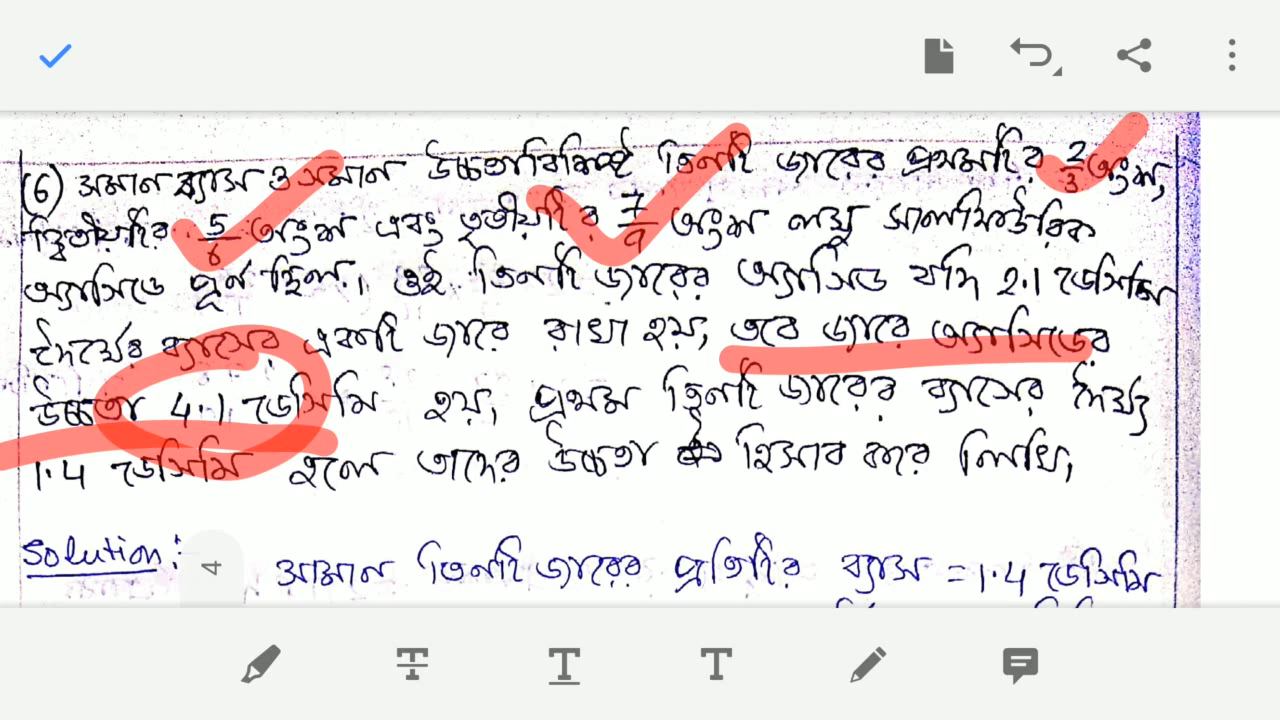 (6) সমান ব্যাস ও সমান উচ্চতাবিশিষ্ট তিনটি জারের প্রথমটির 2/3 অংশ,
দ্বিতীয়টির 5/6 অংশ এবং তৃতীয়টির 7/9 অংশ লঘু সালফিউরিক
অ্যাসিডে পূর্ন ছিল। ওই তিনটি জারের অ্যাসিড যদি 2.1 ডেসিমি
দৈর্ঘ্যের ব্যাসের একটি জারে রাখা হয়, তবে জারে অ্যাসিডের
উচ্চতা 4.1 ডেসিমি হয়, প্রথম তিনটি জারের ব্যাসের দৈর্ঘ্য
1.4 ডেসিমি হলে তাদের উচ্চতা হিসাব করে লিখি,
Solution:
সামান তিনটি জারের প্রতিটির ব্যাস = 1.4 ডেসিমি
4
T T T